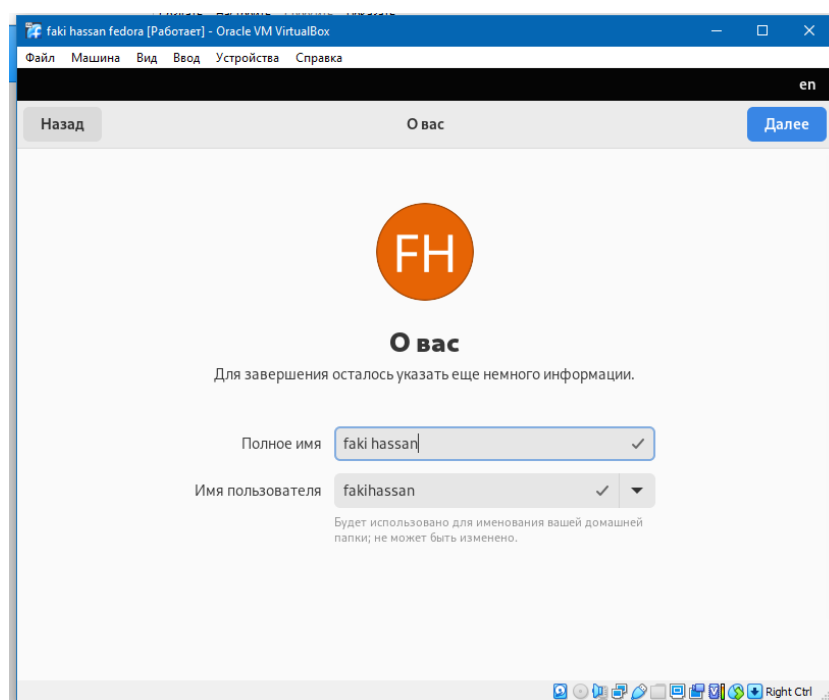 faki hassan fedora [Работает] - Oracle VM VirtualBox
Файл Машина Вид Ввод Устройства Справка
en
Назад О вас Далее
FH
О вас
Для завершения осталось указать еще немного информации.
Полное имя faki hassan
Имя пользователя fakihassan
Будет использовано для именования вашей домашней
папки; не может быть изменено.
Right Ctrl